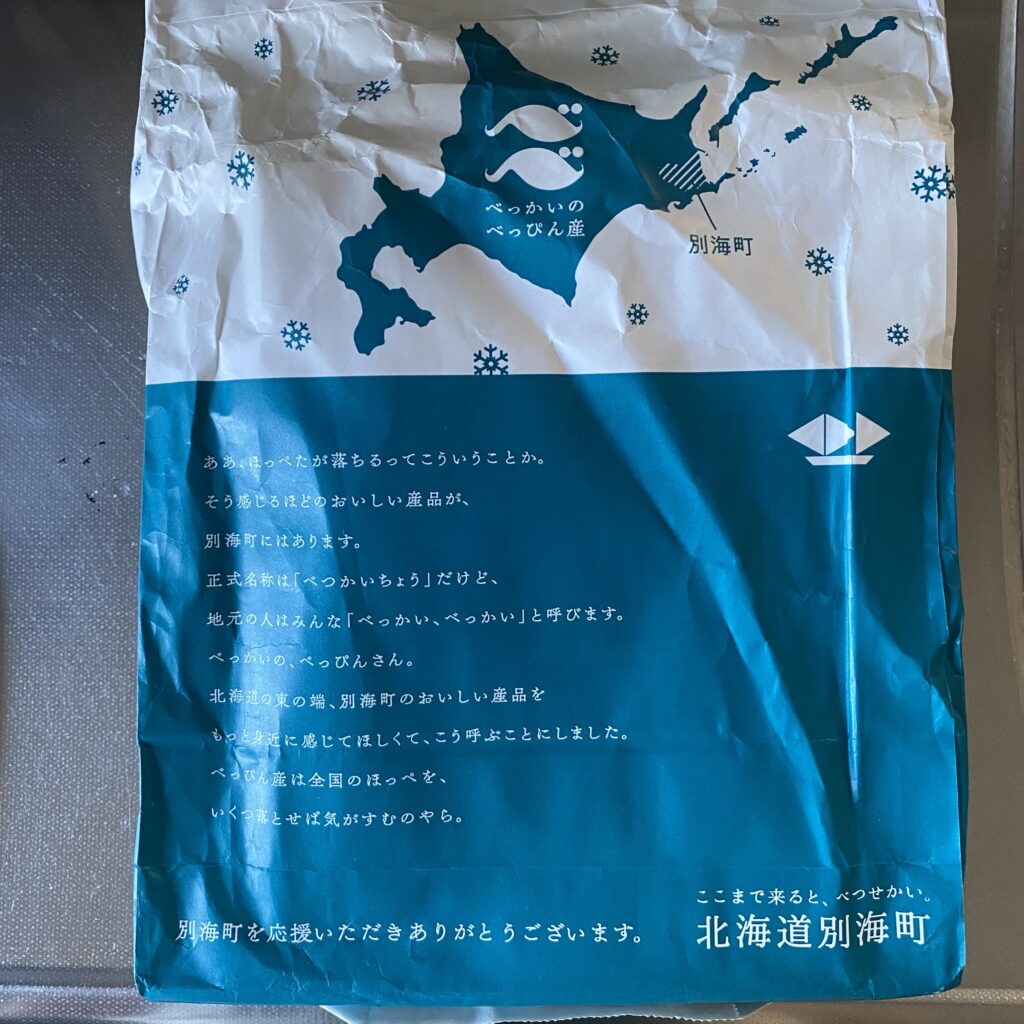 べっかいの
べっぴん産
別海町
ああ、ほっぺたが落ちるってこういうことか。
そう感じるほどのおいしい産品が、
別海町にはあります。
正式名称は「べつかいちょう」だけど、
地元の人はみんな「べっかい、べっかい」と呼びます。
べっかいの、べっぴんさん。
北海道の東の端、別海町のおいしい産品を
もっと身近に感じてほしくて、こう呼ぶことにしました。
べっぴん産は全国のほっぺを、
いくつ落とせば気がすむのやら。
別海町を応援いただきありがとうございます。
ここまで来ると、べつせかい。
北海道別海町